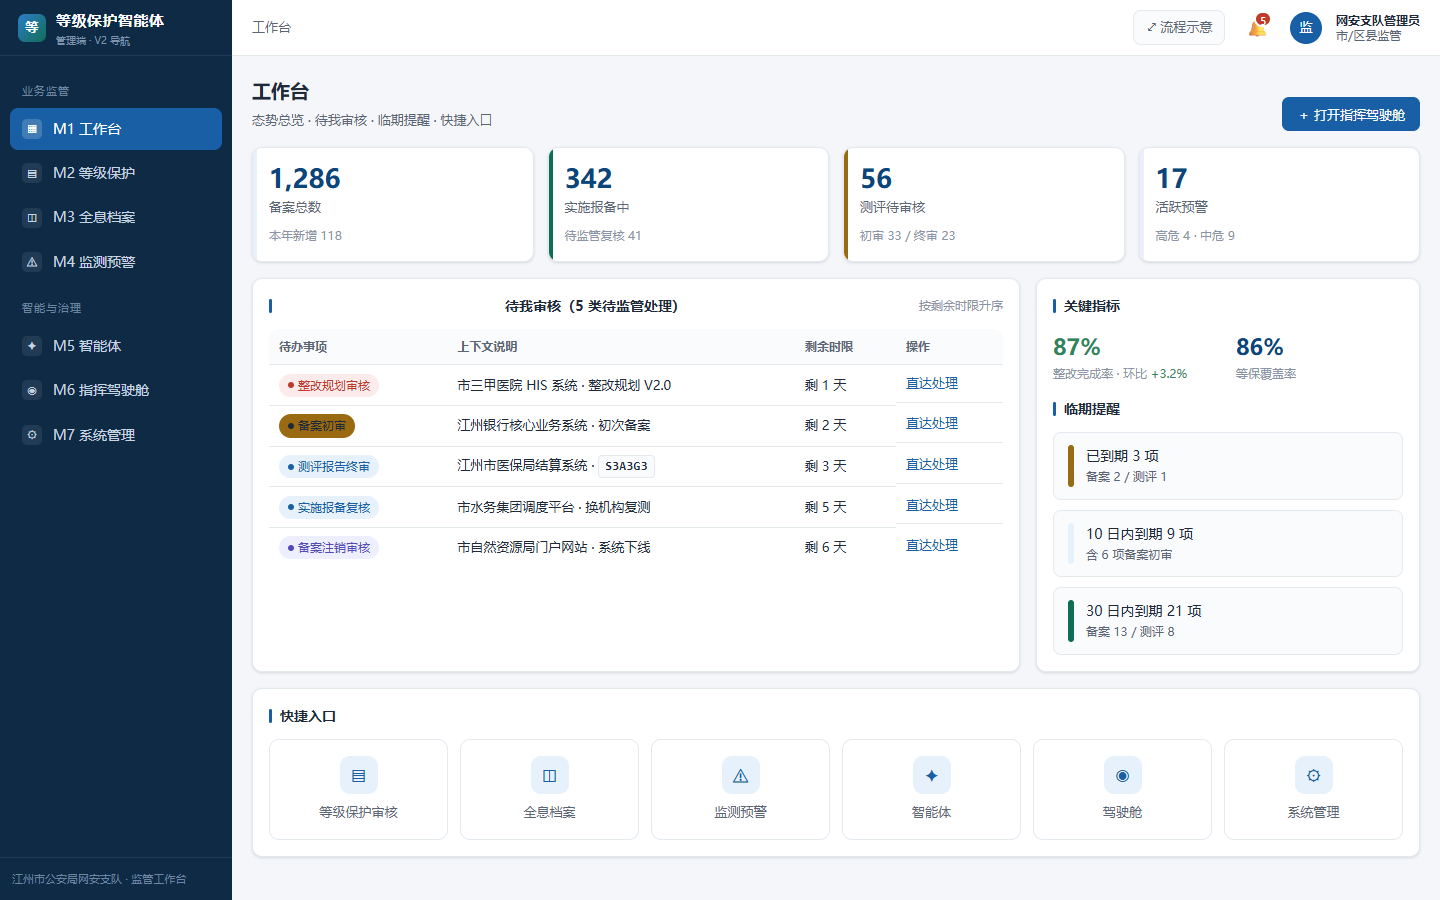 等
等级保护智能体
管理端 · V2 导航
业务监管
M1 工作台
M2 等级保护
M3 全息档案
M4 监测预警
智能与治理
M5 智能体
M6 指挥驾驶舱
M7 系统管理
江州市公安局网安支队 · 监管工作台
工作台
⤢ 流程示意
5
监
网安支队管理员
市/区县监管
工作台
态势总览 · 待我审核 · 临期提醒 · 快捷入口
+ 打开指挥驾驶舱
1,286
备案总数
本年新增 118
342
实施报备中
待监管复核 41
56
测评待审核
初审 33 / 终审 23
17
活跃预警
高危 4 · 中危 9
待我审核（5 类待监管处理）
按剩余时限升序
待办事项 上下文说明 剩余时限 操作
整改规划审核 市三甲医院 HIS 系统 · 整改规划 V2.0 剩 1 天 直达处理
备案初审 江州银行核心业务系统 · 初次备案 剩 2 天 直达处理
测评报告终审 江州市医保局结算系统 · S3A3G3 剩 3 天 直达处理
实施报备复核 市水务集团调度平台 · 换机构复测 剩 5 天 直达处理
备案注销审核 市自然资源局门户网站 · 系统下线 剩 6 天 直达处理
关键指标
87%
整改完成率 · 环比 +3.2%
86%
等保覆盖率
临期提醒
已到期 3 项
备案 2 / 测评 1
10 日内到期 9 项
含 6 项备案初审
30 日内到期 21 项
备案 13 / 测评 8
快捷入口
等级保护审核
全息档案
监测预警
智能体
驾驶舱
系统管理